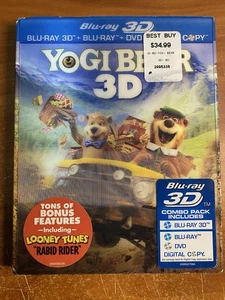 Blu-ray 3D
BLU-RAY 3D + BLU-RAY + DVD
COPY
BEST BUY
$34.99
YOGI BEAR
3D
TONS OF
BONUS
FEATURES
Including
LOONEY TUNES
"RABID RIDER"
Blu-ray
3D
COMBO PACK
INCLUDES
BLU-RAY 3D
BLU-RAY
DVD
DIGITAL COPY